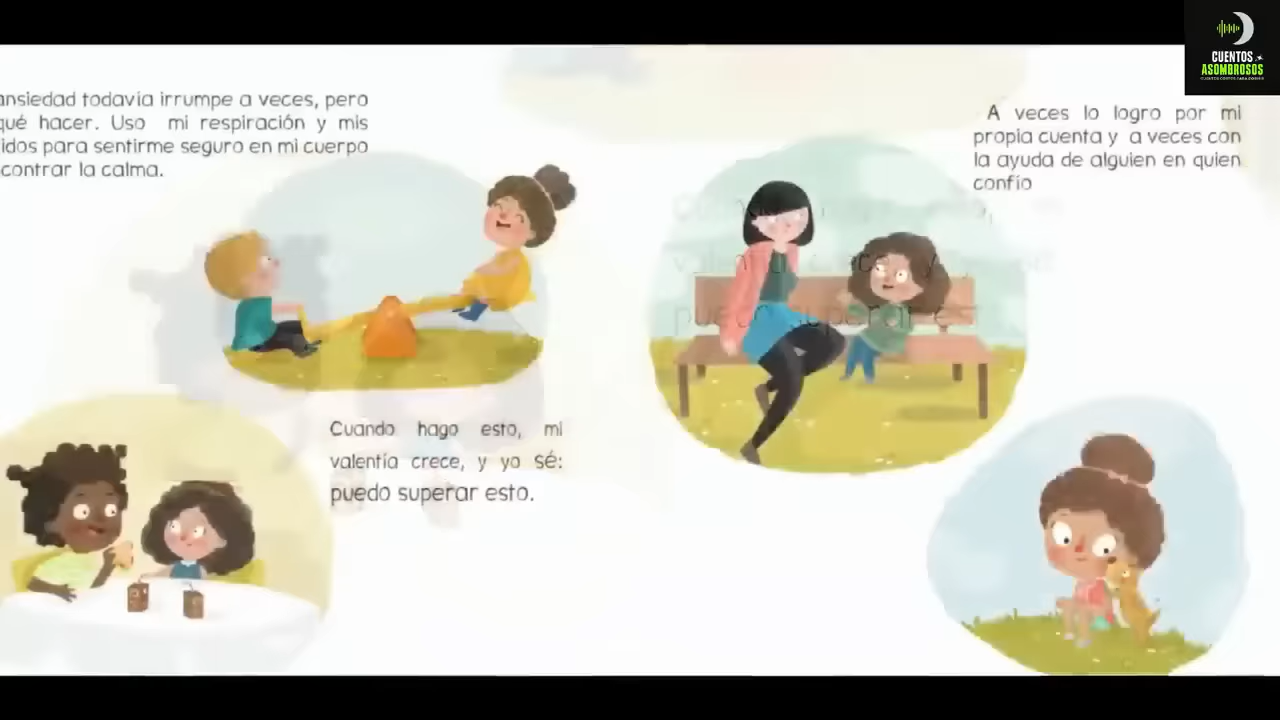 ansiedad todavía irrumpe a veces, pero
qué hacer. Uso mi respiración y mis
para sentirme seguro en mi cuerpo
la calma.
A veces lo logro por mi
propia cuenta y a veces con
la ayuda de alguien en quien
confío
Cuando hago esto, mi
valentía crece, y yo sé:
puedo superar esto.
CUENTOS
ASOMBROSOS